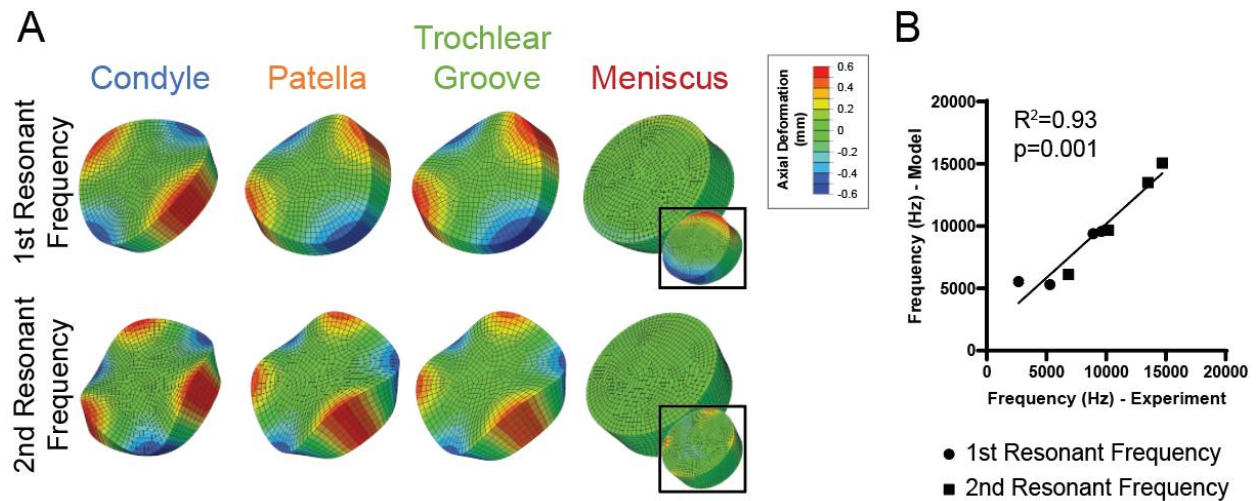 A
Condyle
Patella
Trochlear
Groove
Meniscus
1st Resonant
Frequency
2nd Resonant
Frequency
Axial Deformation
(mm)
0.6
0.4
0.2
0
-0.2
-0.4
-0.6
B
R²=0.93
p=0.001
Frequency (Hz) - Model
20000
15000
10000
5000
0
0 5000 10000 15000 20000
Frequency (Hz) - Experiment
● 1st Resonant Frequency
■ 2nd Resonant Frequency